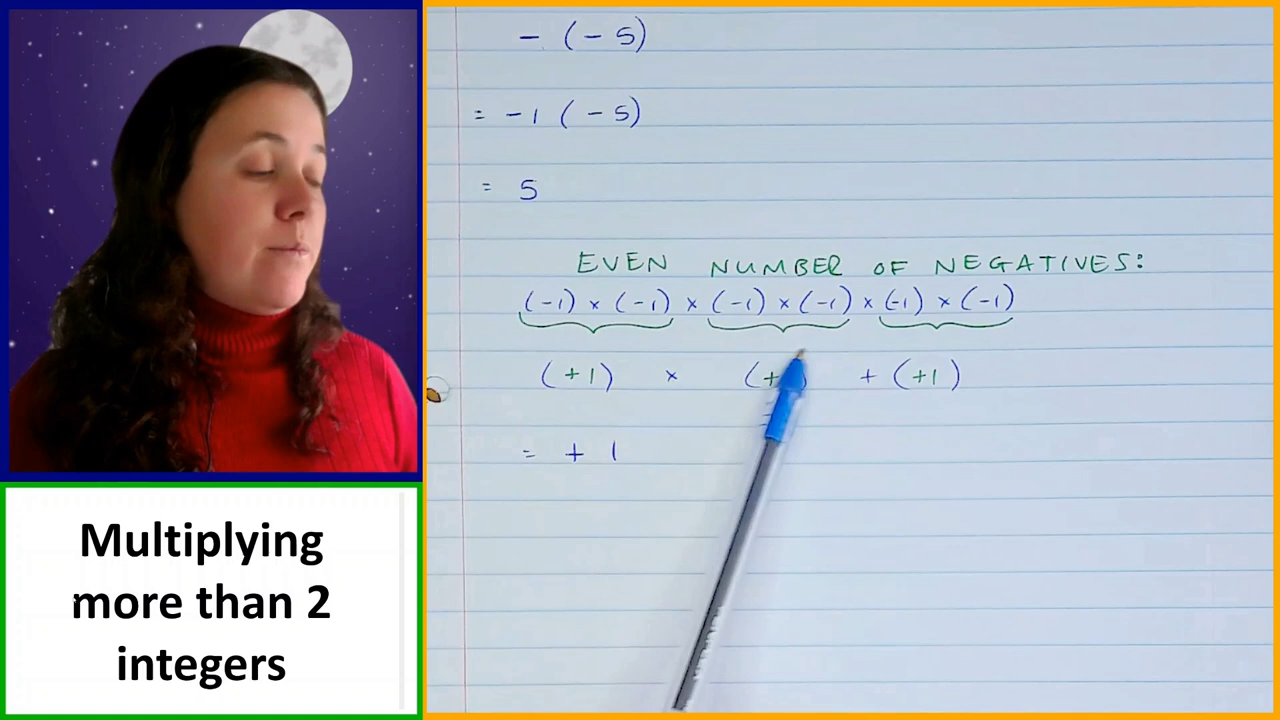 - (- 5)
= -1 (- 5)
= 5
EVEN NUMBER OF NEGATIVES:
(-1) × (-1) × (-1) × (-1) × (-1) × (-1)
(+1) × (+ ) + (+1)
= + 1
Multiplying
more than 2
integers